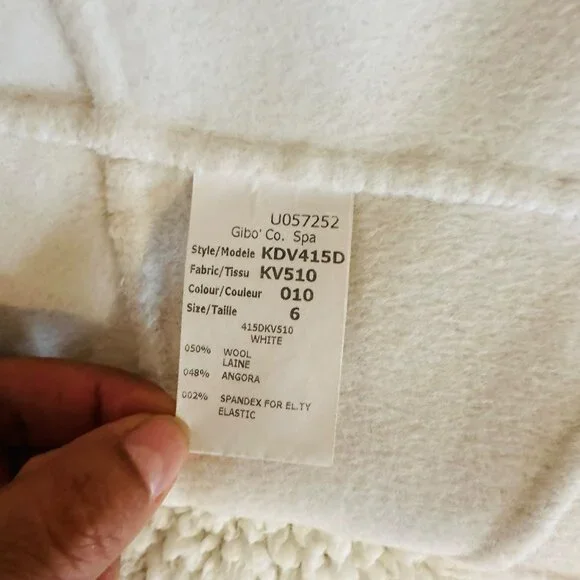 U057252
Gibo' Co. Spa
Style/Modele KDV415D
Fabric/Tissu KV510
Colour/Couleur 010
Size/Taille 6
415DKV510
WHITE
050% WOOL
LAINE
048% ANGORA
002% SPANDEX FOR EL.TY
ELASTIC